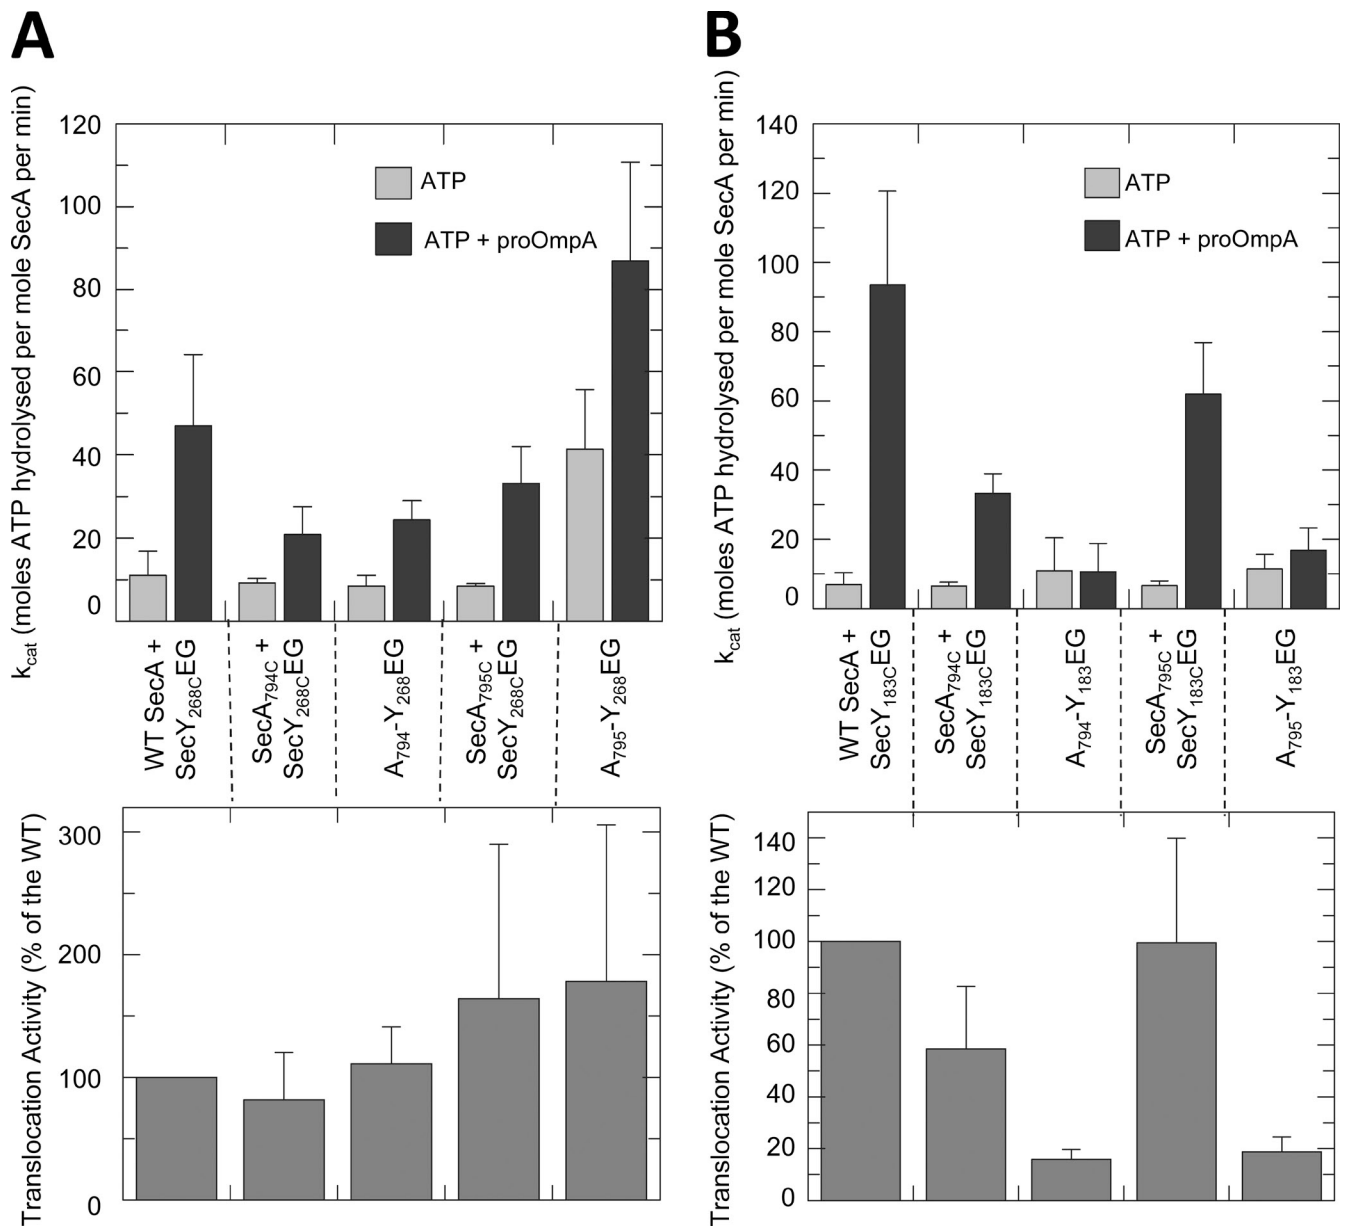 A
k_cat (moles ATP hydrolysed per mole SecA per min)
120
100
80
60
40
20
0
ATP
ATP + proOmpA
WT SecA +
SecY268CEG
SecA794C +
SecY268CEG
A794-Y268EG
SecA795C +
SecY268CEG
A795-Y268EG
Translocation Activity (% of the WT)
300
200
100
0
B
k_cat (moles ATP hydrolysed per mole SecA per min)
140
120
100
80
60
40
20
0
ATP
ATP + proOmpA
WT SecA +
SecY183CEG
SecA794C +
SecY183CEG
A794-Y183EG
SecA795C +
SecY183CEG
A795-Y183EG
Translocation Activity (% of the WT)
140
120
100
80
60
40
20
0